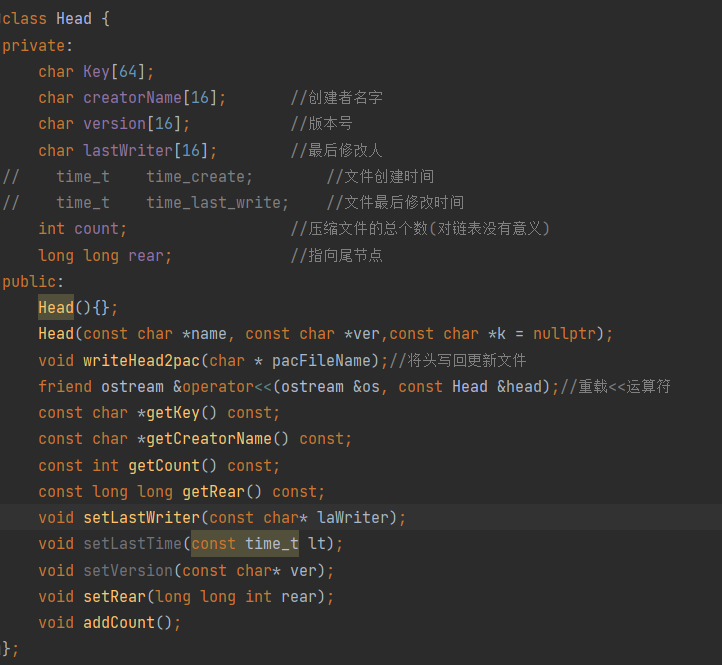 class Head {
private:
    char Key[64];
    char creatorName[16];       //创建者名字
    char version[16];           //版本号
    char lastWriter[16];        //最后修改人
//    time_t    time_create;        //文件创建时间
//    time_t    time_last_write;    //文件最后修改时间
    int count;                  //压缩文件的总个数(对链表没有意义)
    long long rear;             //指向尾节点
public:
    Head(){};
    Head(const char *name, const char *ver,const char *k = nullptr);
    void writeHead2pac(char * pacFileName);//将头写回更新文件
    friend ostream &operator<<(ostream &os, const Head &head);//重载<<运算符
    const char *getKey() const;
    const char *getCreatorName() const;
    const int getCount() const;
    const long long getRear() const;
    void setLastWriter(const char* laWriter);
    void setLastTime(const time_t lt);
    void setVersion(const char* ver);
    void setRear(long long int rear);
    void addCount();
};